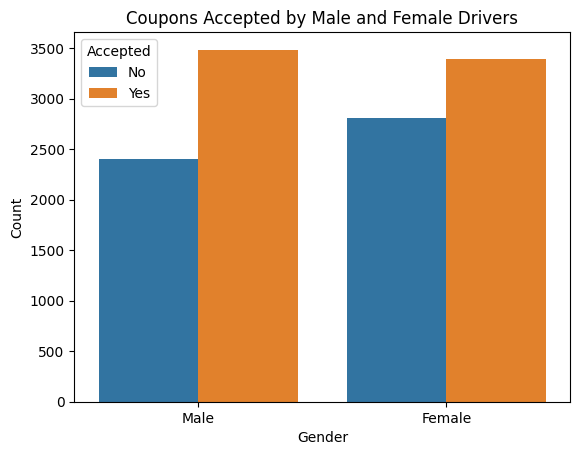 Coupons Accepted by Male and Female Drivers
Accepted
No
Yes
3500
3000
2500
2000
1500
1000
500
0
Count
Male
Female
Gender